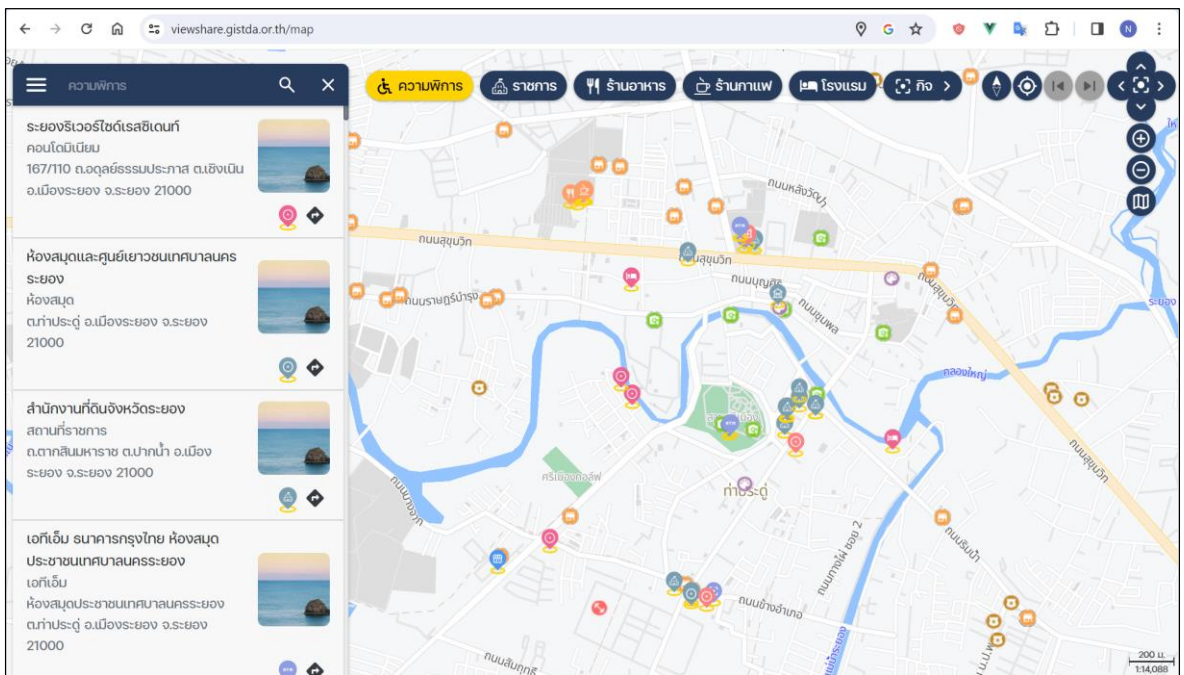 viewshare.gistda.or.th/map
N
ความพิการ
ความพิการ
ราชการ
ร้านอาหาร
ร้านกาแฟ
โรงแรม
กิจ
ระยองริเวอร์ไซด์เรสซิเดนท์
คอนโดมิเนียม
167/110 ถ.อดุลย์ธรรมประภาส ต.เชิงเนิน
อ.เมืองระยอง จ.ระยอง 21000
ห้องสมุดและศูนย์เยาวชนเทศบาลนคร
ระยอง
ห้องสมุด
ต.ท่าประดู่ อ.เมืองระยอง จ.ระยอง
21000
สำนักงานที่ดินจังหวัดระยอง
สถานที่ราชการ
ถ.ตากสินมหาราช ต.ปากน้ำ อ.เมือง
ระยอง จ.ระยอง 21000
เอทีเอ็ม ธนาคารกรุงไทย ห้องสมุด
ประชาชนเทศบาลนครระยอง
เอทีเอ็ม
ห้องสมุดประชาชนเทศบาลนครระยอง
ต.ท่าประดู่ อ.เมืองระยอง จ.ระยอง
21000
ถนนหลังวัดป่า
ถนนสุขุมวิท
ถนนสุขุมวิท
ถนนราษฎร์บำรุง
ถนนชุมพล
ถนนสุขุมวิท
ระยอง
คลองใหญ่
ศรีเมืองกอล์ฟ
ท่าประดู่
ถนนบางจาก
ถนนสุขุมวิท
ถนนริมน้ำ
ถนนทางไผ่ ซอย 2
ถนนข้างอำเภอ
แม่น้ำระยอง
200 ม.
1:14,088